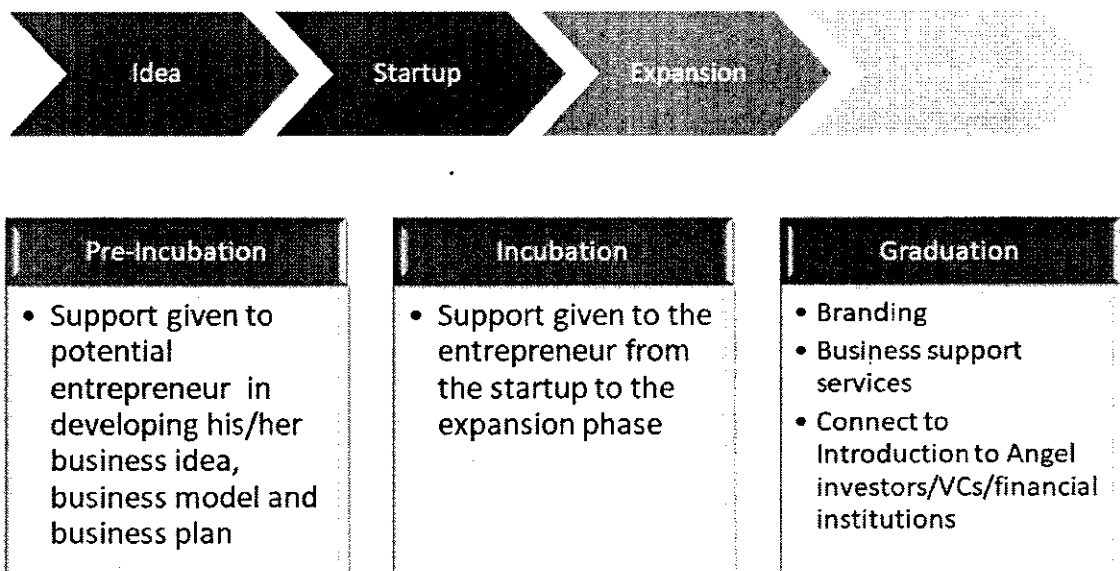 Idea
Startup
Expansion
Pre-Incubation
• Support given to
potential
entrepreneur in
developing his/her
business idea,
business model and
business plan
Incubation
• Support given to the
entrepreneur from
the startup to the
expansion phase
Graduation
• Branding
• Business support
services
• Connect to
Introduction to Angel
investors/VCs/financial
institutions